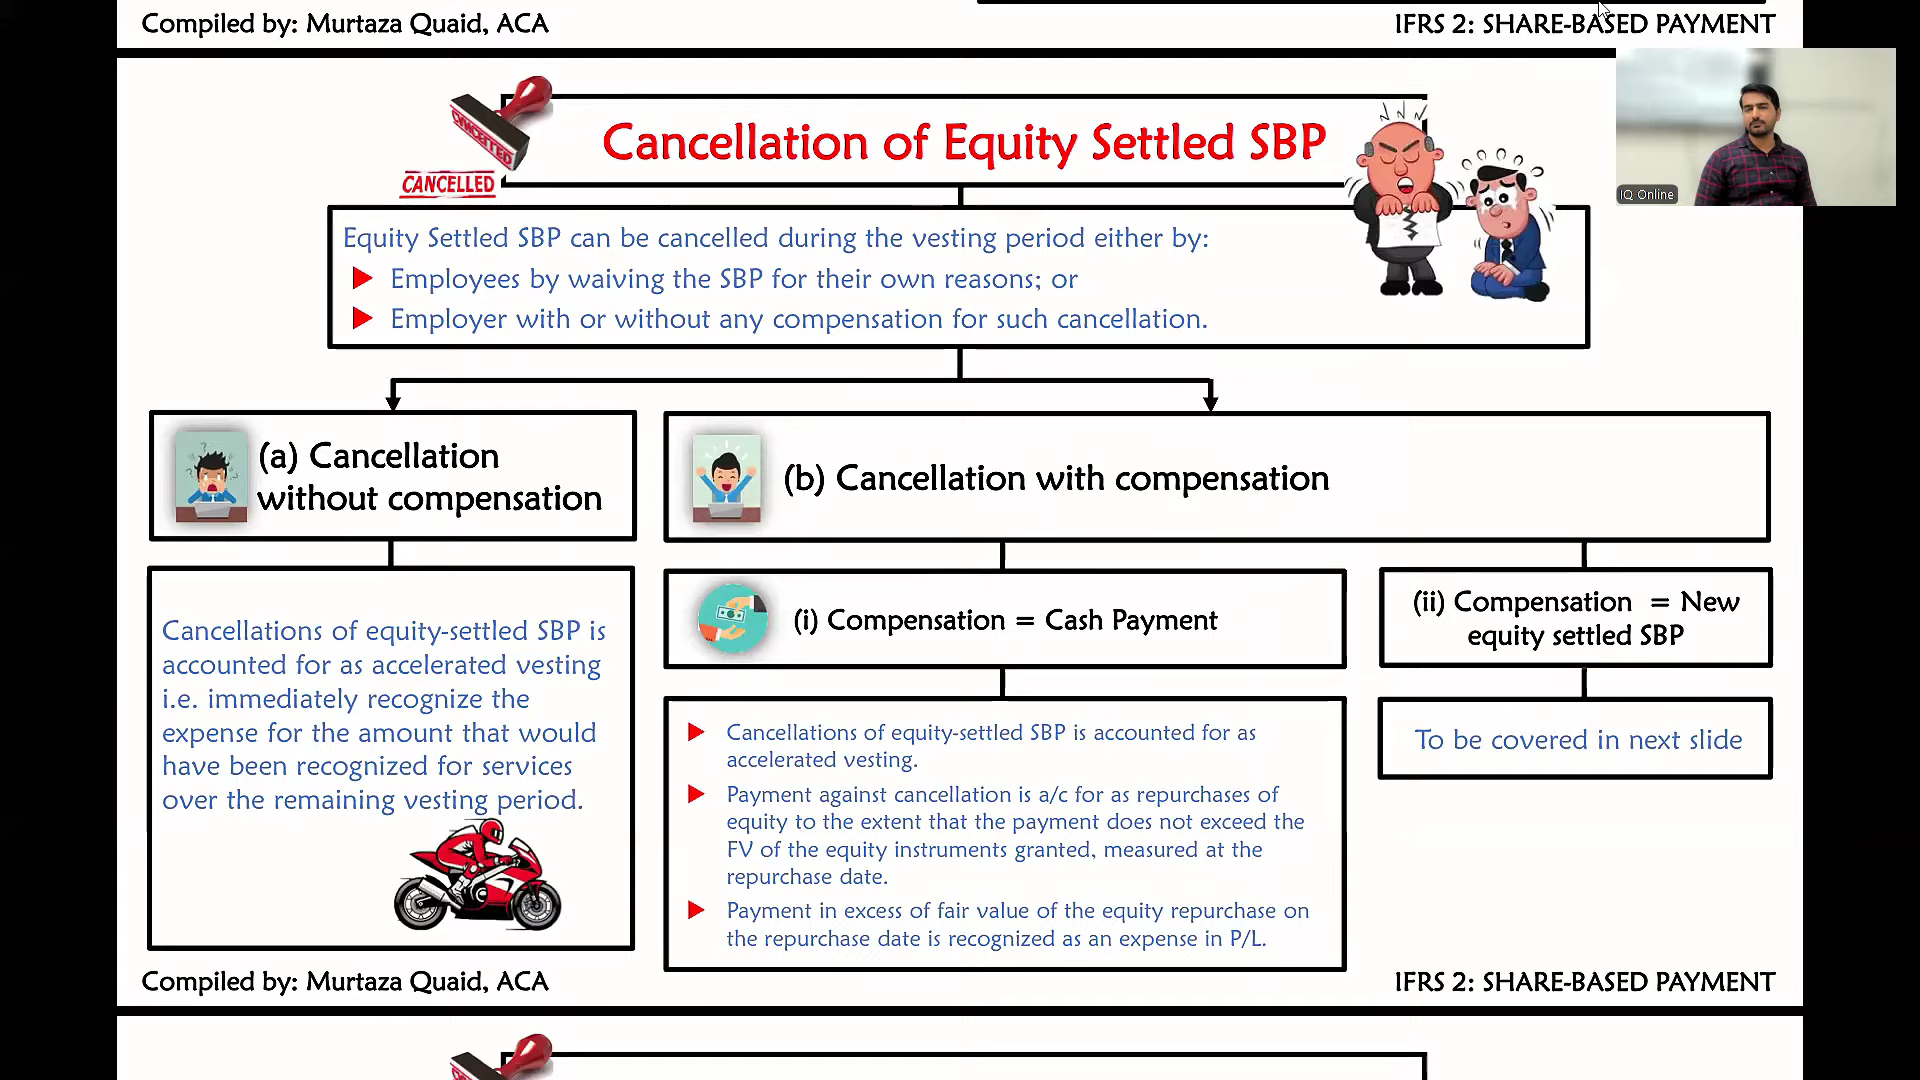 Compiled by: Murtaza Quaid, ACA
IFRS 2: SHARE-BASED PAYMENT
IQ Online
CANCELLED
CANCELLED
Cancellation of Equity Settled SBP
Equity Settled SBP can be cancelled during the vesting period either by:
Employees by waiving the SBP for their own reasons; or
Employer with or without any compensation for such cancellation.
(a) Cancellation
without compensation
(b) Cancellation with compensation
Cancellations of equity-settled SBP is
accounted for as accelerated vesting
i.e. immediately recognize the
expense for the amount that would
have been recognized for services
over the remaining vesting period.
(i) Compensation = Cash Payment
Cancellations of equity-settled SBP is accounted for as
accelerated vesting.
Payment against cancellation is a/c for as repurchases of
equity to the extent that the payment does not exceed the
FV of the equity instruments granted, measured at the
repurchase date.
Payment in excess of fair value of the equity repurchase on
the repurchase date is recognized as an expense in P/L.
(ii) Compensation = New
equity settled SBP
To be covered in next slide
Compiled by: Murtaza Quaid, ACA
IFRS 2: SHARE-BASED PAYMENT